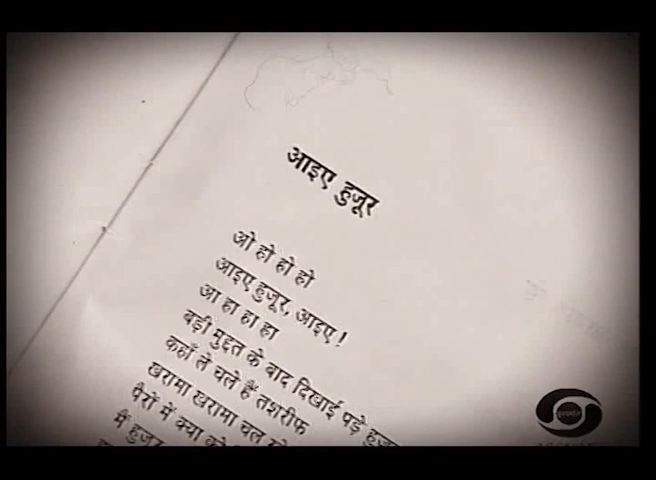 आइए हुजूर
ओ हो हो हो
आइए हुजूर, आइए !
आ हा हा हा
बड़ी मुद्दत के बाद दिखाई पड़े हुजूर
कहाँ ले चले हैं तशरीफ
खरामा खरामा चल
पैरों में क्या
मैं हुजूर